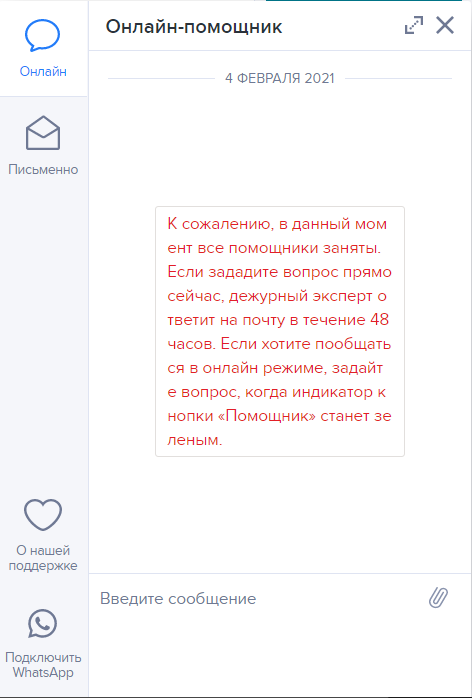 Онлайн-помощник
Онлайн
4 ФЕВРАЛЯ 2021
Письменно
К сожалению, в данный мом
ент все помощники заняты.
Если зададите вопрос прямо
сейчас, дежурный эксперт о
тветит на почту в течение 48
часов. Если хотите пообщать
ся в онлайн режиме, задайт
е вопрос, когда индикатор к
нопки «Помощник» станет зе
леным.
О нашей
поддержке
Введите сообщение
Подключить
WhatsApp